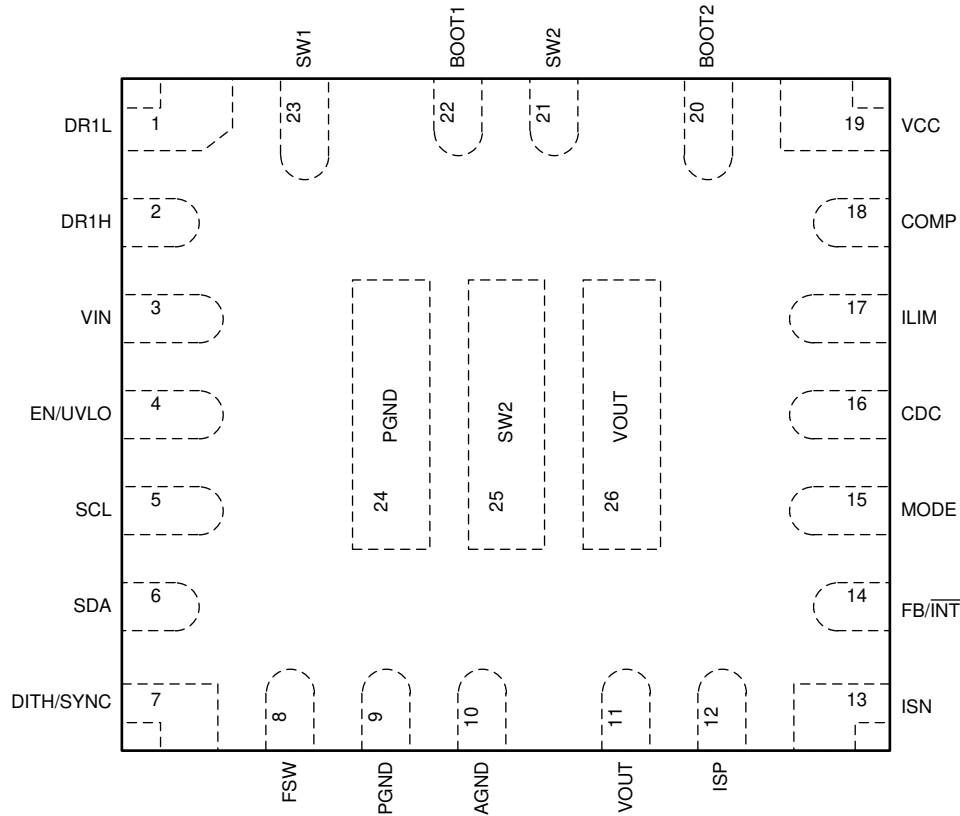 SW1
BOOT1
SW2
BOOT2
23
22
21
20
DR1L
1
19
VCC
DR1H
2
18
COMP
VIN
3
17
ILIM
EN/UVLO
4
16
CDC
PGND
SW2
VOUT
24
25
26
SCL
5
15
MODE
SDA
6
14
FB/INT
DITH/SYNC
7
13
ISN
8
9
10
11
12
FSW
PGND
AGND
VOUT
ISP